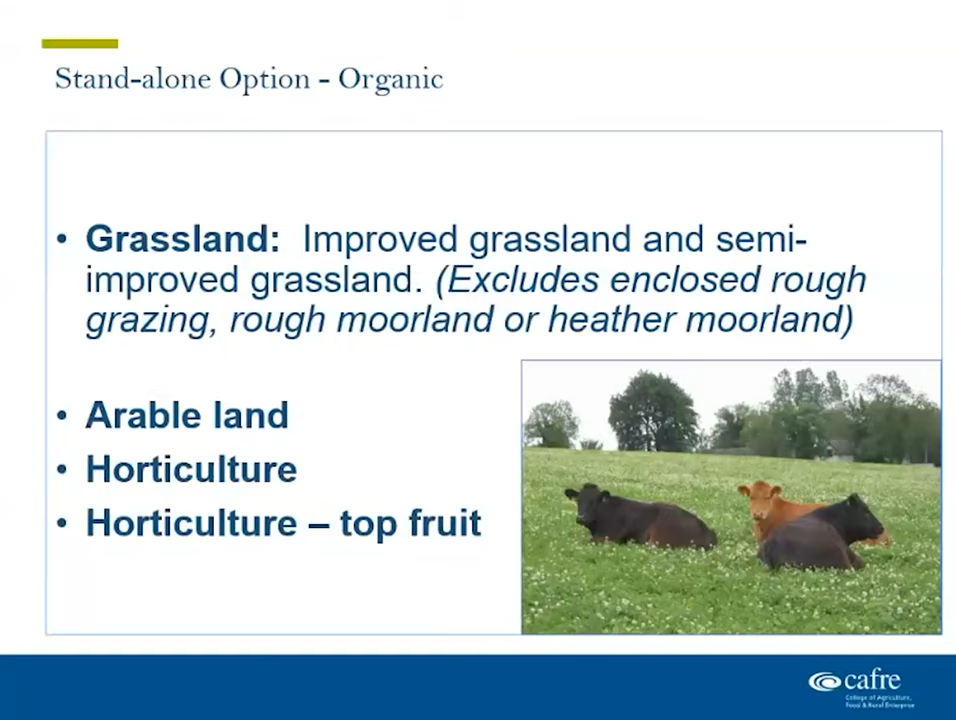 Stand-alone Option - Organic
• Grassland: Improved grassland and semi-
improved grassland. (Excludes enclosed rough
grazing, rough moorland or heather moorland)
• Arable land
• Horticulture
• Horticulture – top fruit
cafre
College of Agriculture,
Food & Rural Enterprise